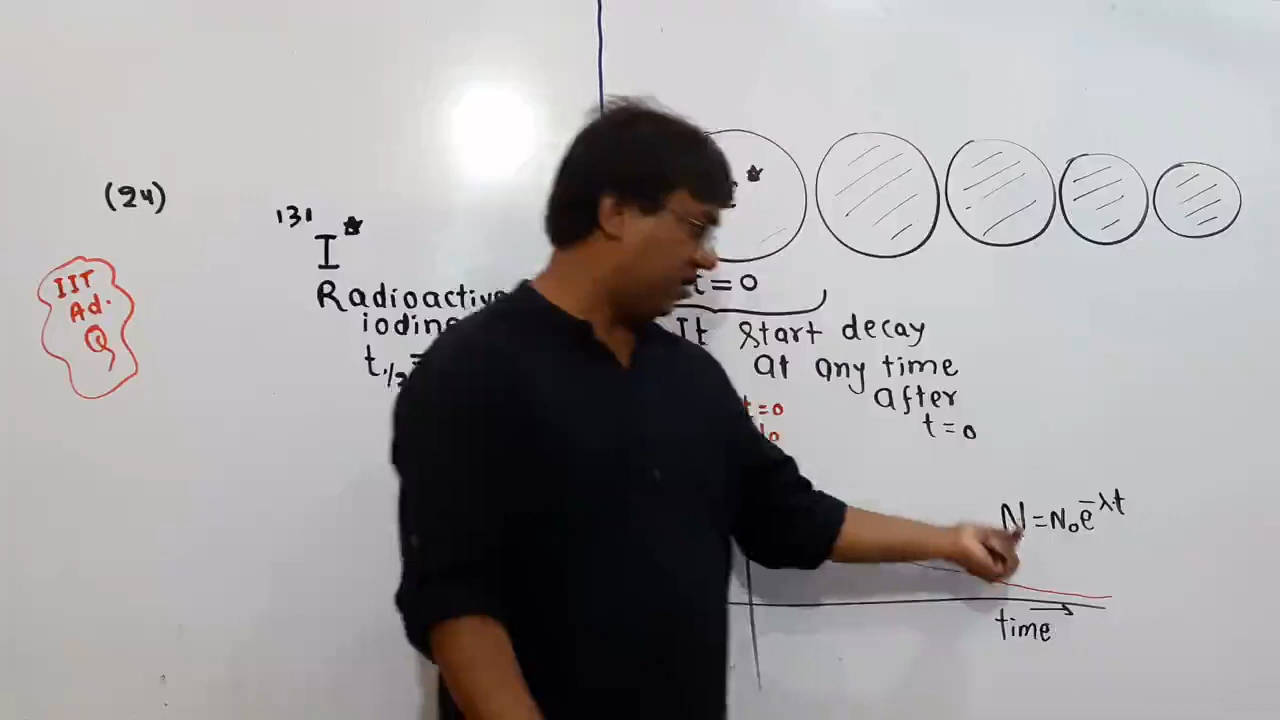 (24)
IIT
Ad.
Q
131
I*
Radioactive
iodine
t1/2 =
*
t=0
It start decay
at any time
after
t=0
t=0
N=N₀e^-λt
time